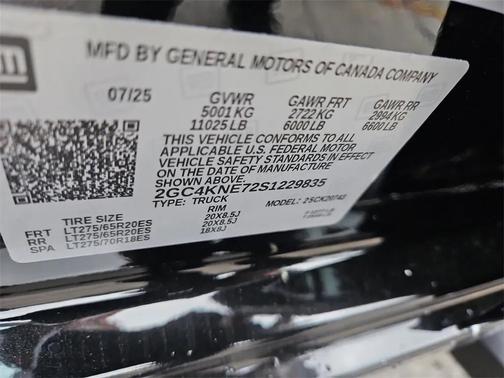 gm
MFD BY GENERAL MOTORS OF CANADA COMPANY
07/25 GVWR GAWR FRT GAWR RR
5001 KG 2722 KG 2994 KG
11025 LB 6000 LB 6600 LB
THIS VEHICLE CONFORMS TO ALL
APPLICABLE U.S. FEDERAL MOTOR
VEHICLE SAFETY STANDARDS IN EFFECT
ON THE DATE OF MANUFACTURE
SHOWN ABOVE.
2GC4KNE72S1229835
TYPE: TRUCK MODEL: 2SCK20743
TIRE SIZE RIM
FRT LT275/65R20ES 20X8.5J
RR LT275/65R20ES 20X8.5J
SPA LT275/70R18ES 18X8J